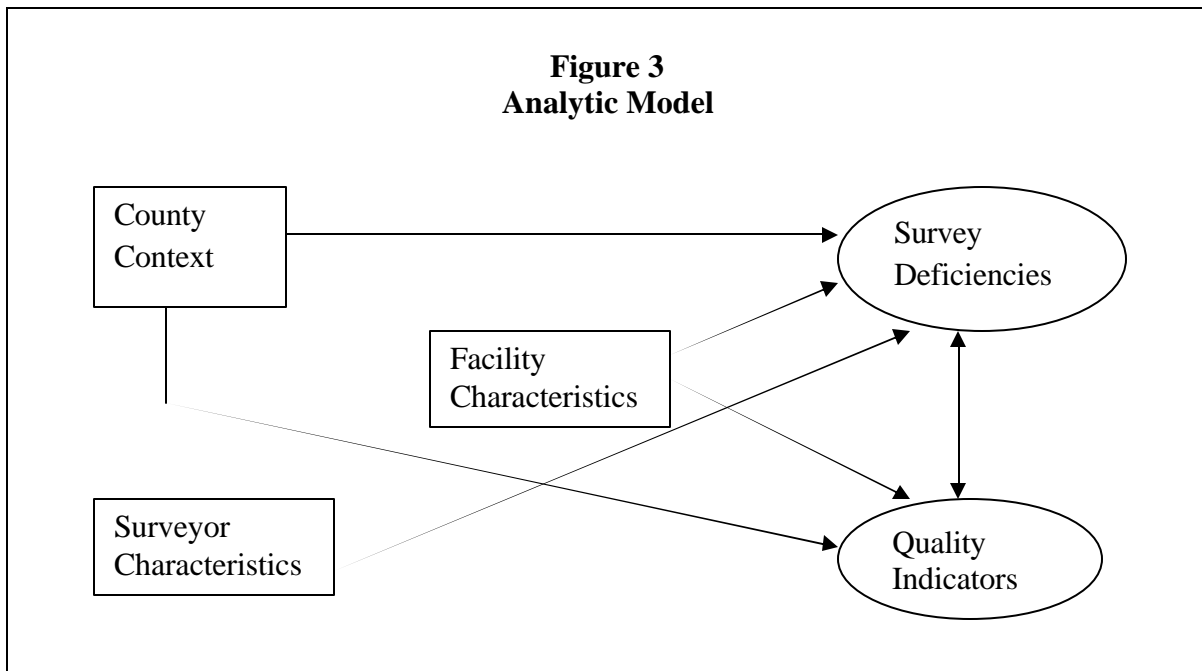 Figure 3
Analytic Model
County
Context
Survey
Deficiencies
Facility
Characteristics
Surveyor
Characteristics
Quality
Indicators